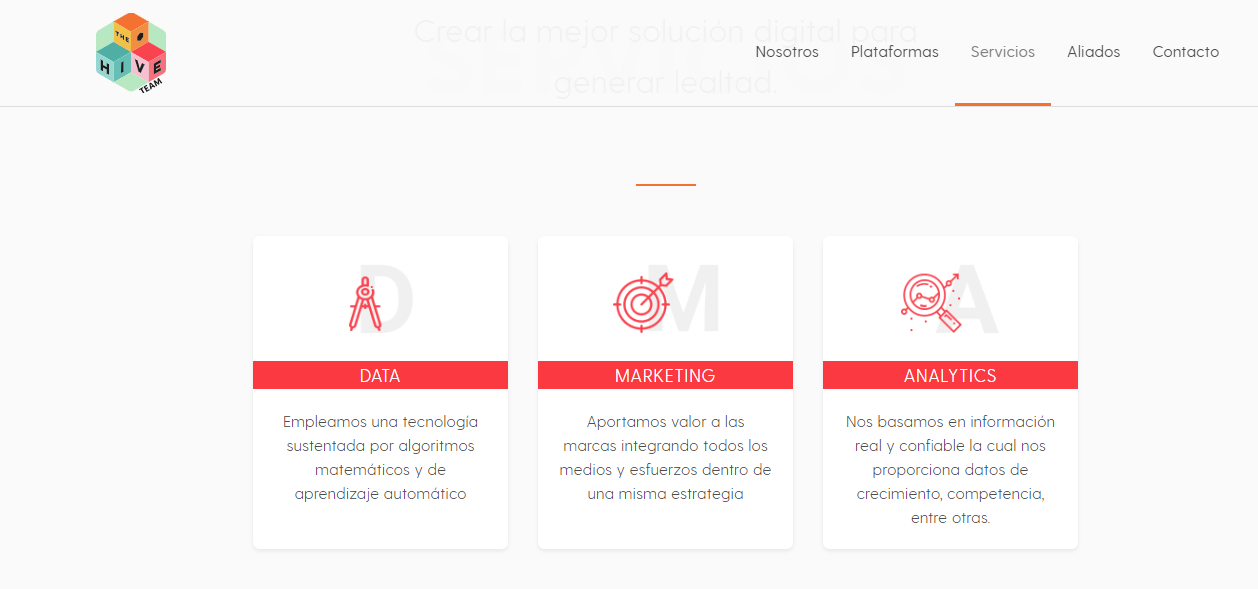 THE
HIVE
TEAM
Crear la mejor solución digital para
generar lealtad.
Nosotros Plataformas Servicios Aliados Contacto
D
M
A
DATA
MARKETING
ANALYTICS
Empleamos una tecnología
sustentada por algoritmos
matemáticos y de
aprendizaje automático
Aportamos valor a las
marcas integrando todos los
medios y esfuerzos dentro de
una misma estrategia
Nos basamos en información
real y confiable la cual nos
proporciona datos de
crecimiento, competencia,
entre otras.